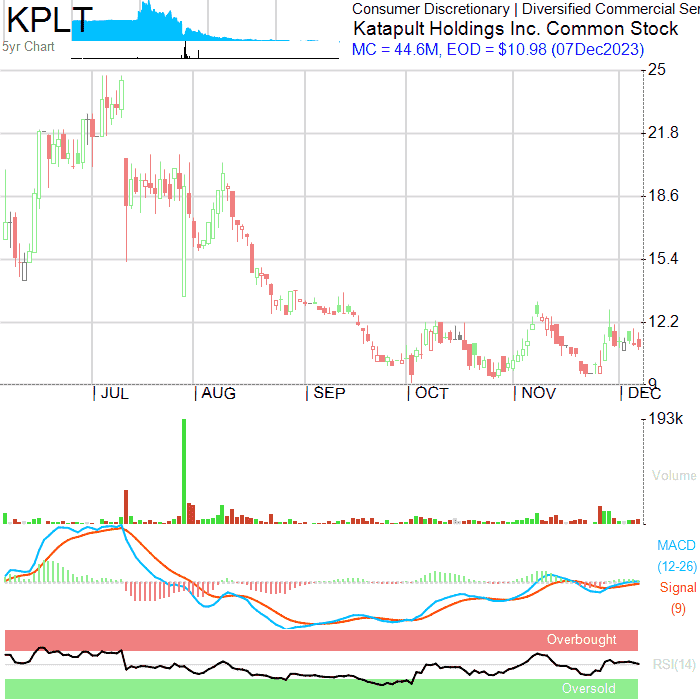 KPLT
5yr Chart
Consumer Discretionary | Diversified Commercial Ser
Katapult Holdings Inc. Common Stock
MC = 44.6M, EOD = $10.98 (07Dec2023)
25
21.8
18.6
15.4
12.2
9
| JUL | AUG | SEP | OCT | NOV | DEC
193k
Volume
MACD
(12-26)
Signal
(9)
Overbought
RSI(14)
Oversold